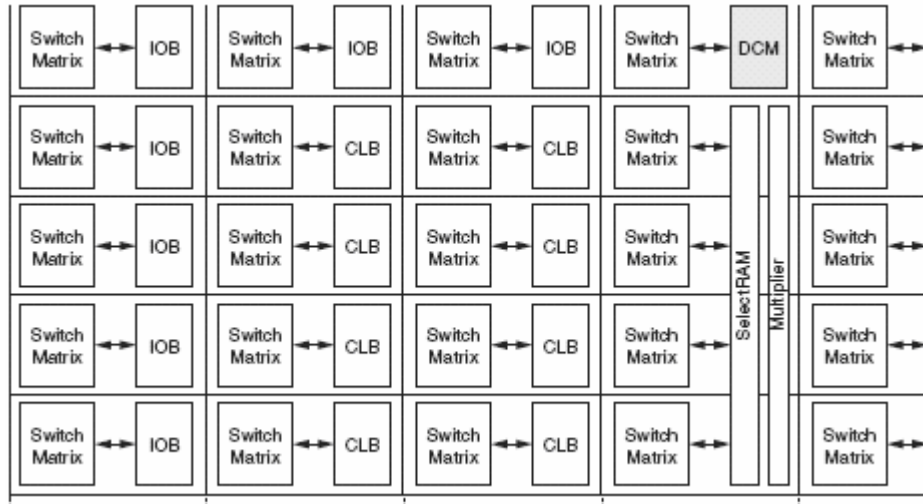 Switch
Matrix
IOB
Switch
Matrix
IOB
Switch
Matrix
IOB
Switch
Matrix
DCM
Switch
Matrix
Switch
Matrix
IOB
Switch
Matrix
CLB
Switch
Matrix
CLB
Switch
Matrix
Switch
Matrix
Switch
Matrix
IOB
Switch
Matrix
CLB
Switch
Matrix
CLB
Switch
Matrix
SelectRAM
Multiplier
Switch
Matrix
Switch
Matrix
IOB
Switch
Matrix
CLB
Switch
Matrix
CLB
Switch
Matrix
Switch
Matrix
Switch
Matrix
IOB
Switch
Matrix
CLB
Switch
Matrix
CLB
Switch
Matrix
Switch
Matrix